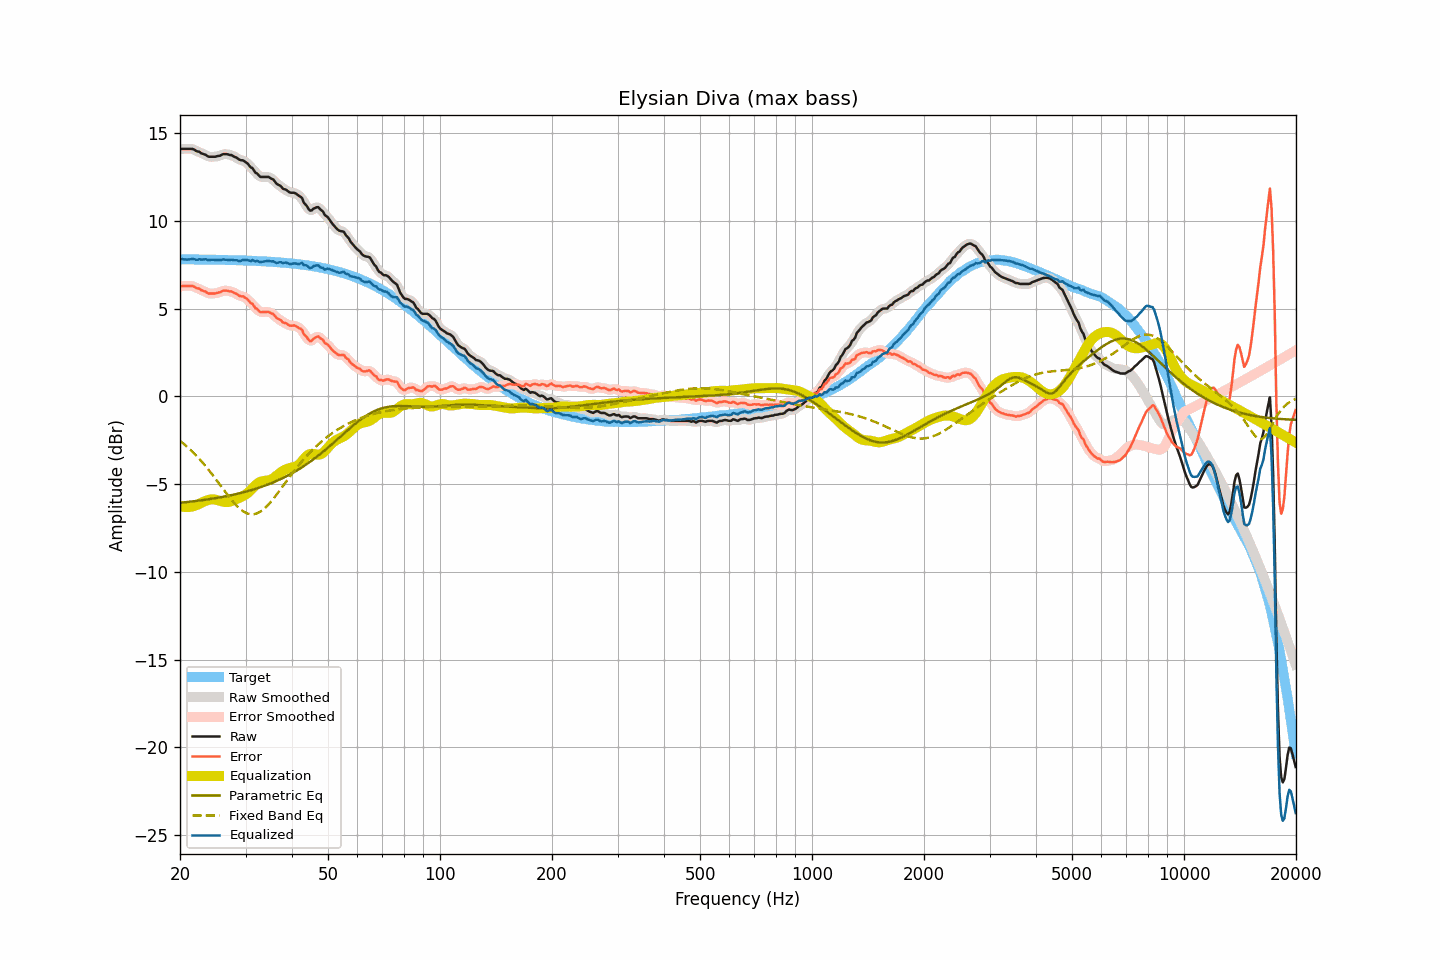 Elysian Diva (max bass)
Amplitude (dBr)
15
10
5
0
−5
−10
−15
−20
−25
Target
Raw Smoothed
Error Smoothed
Raw
Error
Equalization
Parametric Eq
Fixed Band Eq
Equalized
20 50 100 200 500 1000 2000 5000 10000 20000
Frequency (Hz)